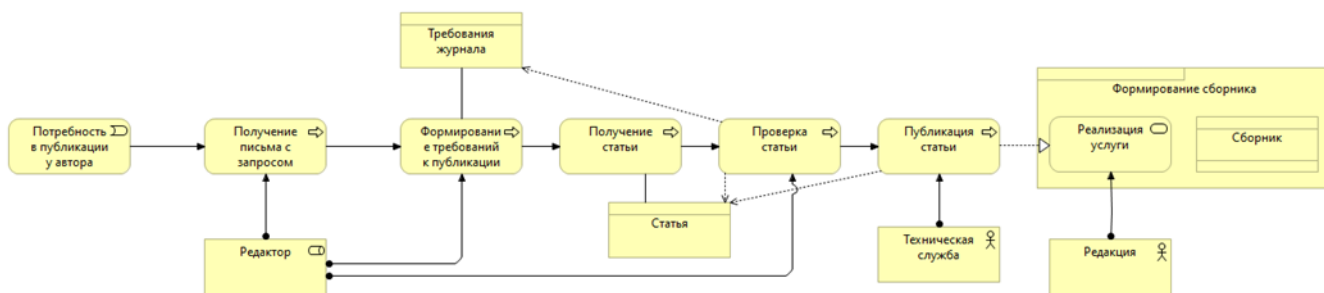 Требования
журнала
Формирование сборника
Потребность
в публикации
у автора
Получение
письма с
запросом
Формировани
е требований
к публикации
Получение
статьи
Проверка
статьи
Публикация
статьи
Реализация
услуги
Сборник
Статья
Редактор
Техническая
служба
Редакция